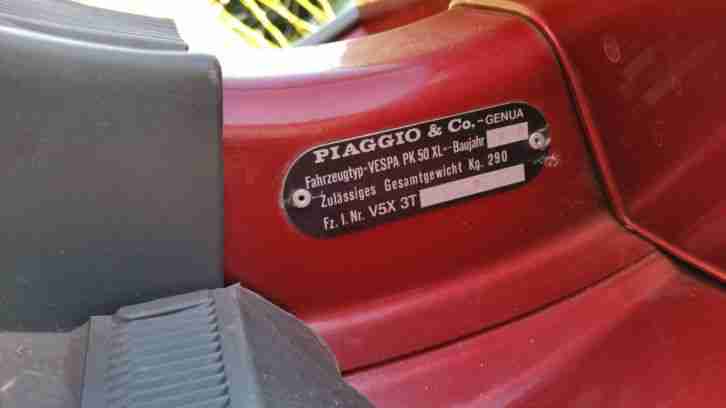 PIAGGIO & Co. - GENUA
Fahrzeugtyp-VESPA PK 50 XL-Baujahr
Zulässiges Gesamtgewicht Kg. 290
Fz. I. Nr. V5X 3T